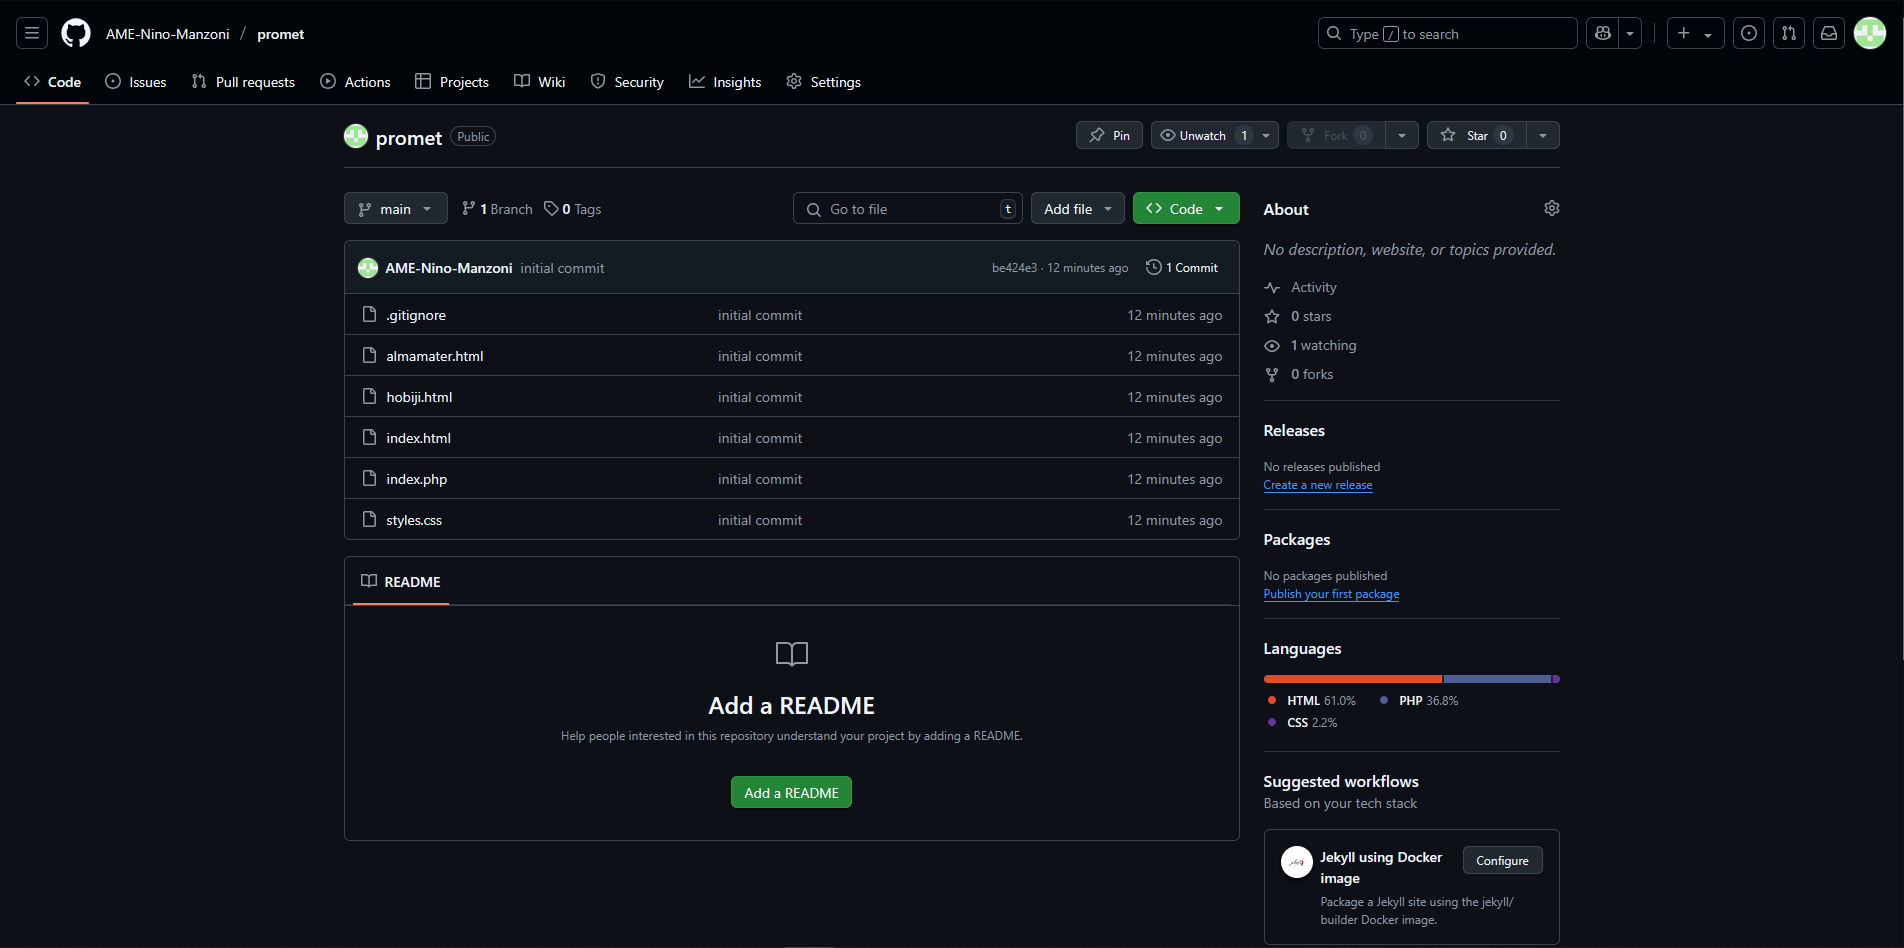 AME-Nino-Manzoni / promet
Type / to search
Code Issues Pull requests Actions Projects Wiki Security Insights Settings
promet Public
Pin Unwatch 1 Fork 0 Star 0
main 1 Branch 0 Tags Go to file t Add file Code
AME-Nino-Manzoni initial commit be424e3 · 12 minutes ago 1 Commit
.gitignore initial commit 12 minutes ago
almamater.html initial commit 12 minutes ago
hobiji.html initial commit 12 minutes ago
index.html initial commit 12 minutes ago
index.php initial commit 12 minutes ago
styles.css initial commit 12 minutes ago
README
Add a README
Help people interested in this repository understand your project by adding a README.
Add a README
About
No description, website, or topics provided.
Activity
0 stars
1 watching
0 forks
Releases
No releases published
Create a new release
Packages
No packages published
Publish your first package
Languages
HTML 61.0% PHP 36.8%
CSS 2.2%
Suggested workflows
Based on your tech stack
Jekyll using Docker
image
Configure
Package a Jekyll site using the jekyll/
builder Docker image.